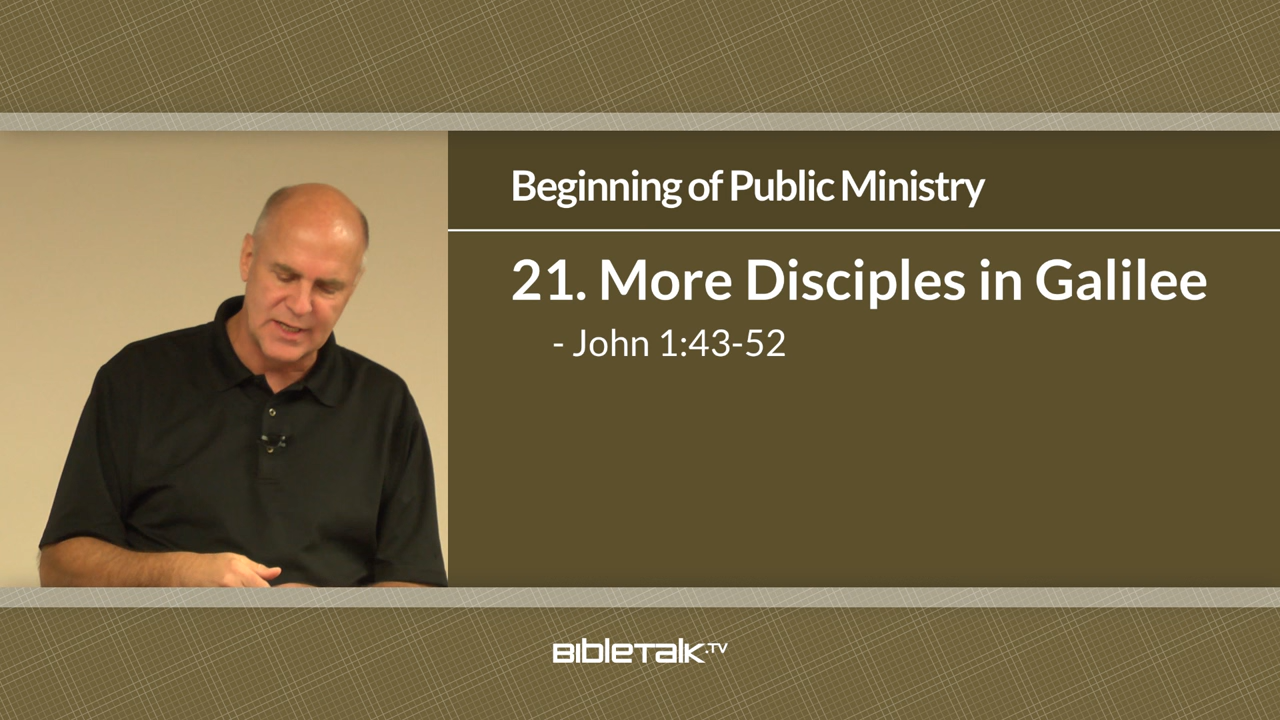 Beginning of Public Ministry
21. More Disciples in Galilee
- John 1:43-52
BIBLETALK.TV